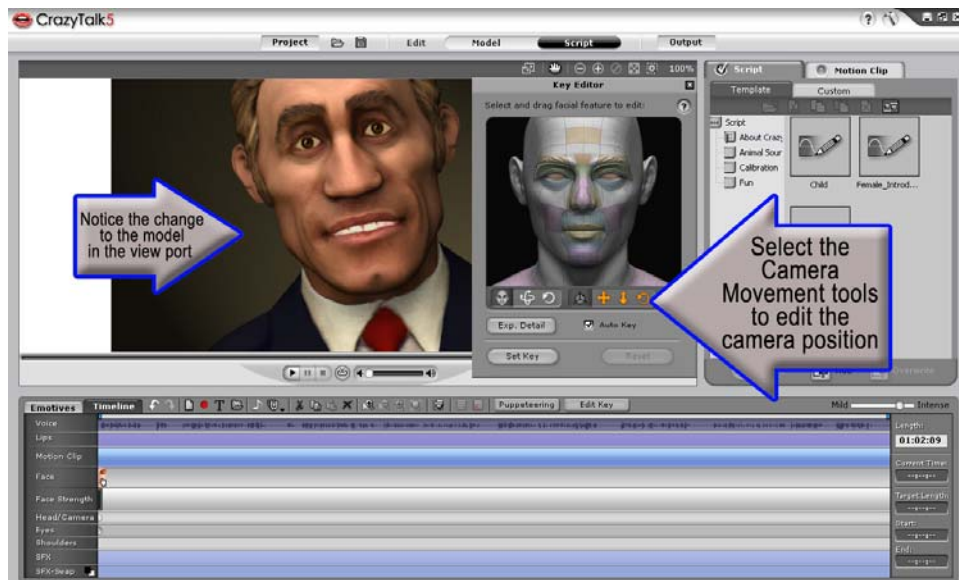 CrazyTalk5
Project
Edit
Model
Script
Output
100%
Key Editor
Select and drag facial feature to edit:
Exp. Detail
Auto Key
Set Key
Reset
Notice the change
to the model
in the view port
Select the
Camera
Movement tools
to edit the
camera position
Script
Motion Clip
Template
Custom
Script
About Craz
Animal Sour
Calibration
Fun
Child
Female_Introd...
Overwrite
Emotives
Timeline
Puppeteering
Edit Key
Mild
Intense
Voice
Lips
Motion Clip
Face
Face Strength
Head/Camera
Eyes
Shoulders
SFX
SFX-Swap
Length:
01:02:09
Current Time:
--:--:--
Target Length:
--:--:--
Start:
--:--:--
End:
--:--:--